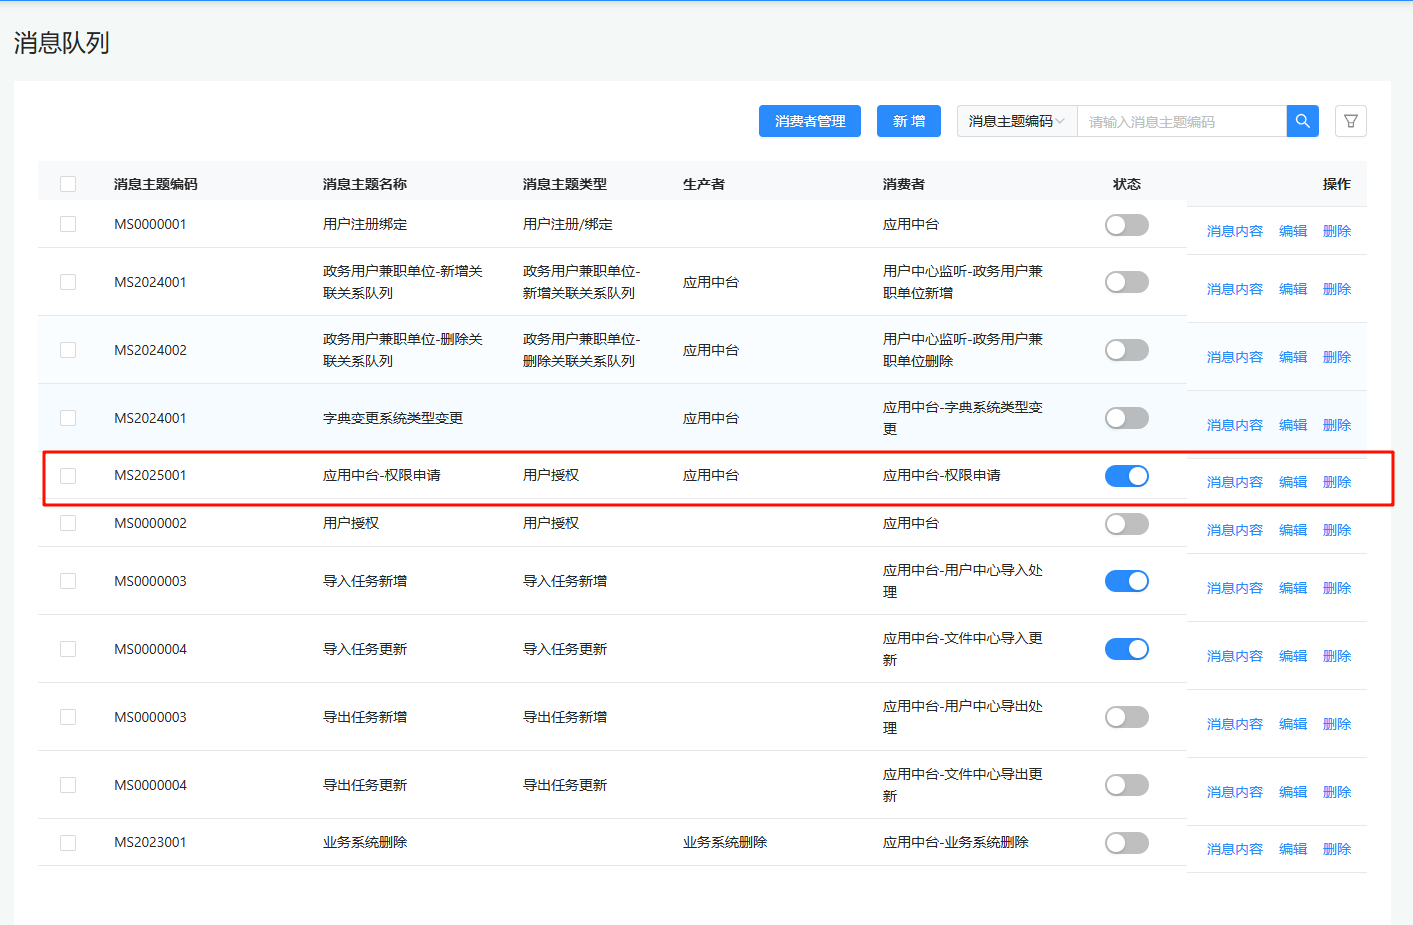 消息队列
消费者管理 新 增 消息主题编码 请输入消息主题编码
消息主题编码 消息主题名称 消息主题类型 生产者 消费者 状态 操作
MS0000001 用户注册绑定 用户注册/绑定 应用中台 消息内容 编辑 删除
MS2024001 政务用户兼职单位-新增关联关系队列 政务用户兼职单位-新增关联关系队列 应用中台 用户中心监听-政务用户兼职单位新增 消息内容 编辑 删除
MS2024002 政务用户兼职单位-删除关联关系队列 政务用户兼职单位-删除关联关系队列 应用中台 用户中心监听-政务用户兼职单位删除 消息内容 编辑 删除
MS2024001 字典变更系统类型变更 应用中台 应用中台-字典系统类型变更 消息内容 编辑 删除
MS2025001 应用中台-权限申请 用户授权 应用中台 应用中台-权限申请 消息内容 编辑 删除
MS0000002 用户授权 用户授权 应用中台 消息内容 编辑 删除
MS0000003 导入任务新增 导入任务新增 应用中台-用户中心导入处理 消息内容 编辑 删除
MS0000004 导入任务更新 导入任务更新 应用中台-文件中心导入更新 消息内容 编辑 删除
MS0000003 导出任务新增 导出任务新增 应用中台-用户中心导出处理 消息内容 编辑 删除
MS0000004 导出任务更新 导出任务更新 应用中台-文件中心导出更新 消息内容 编辑 删除
MS2023001 业务系统删除 业务系统删除 应用中台-业务系统删除 消息内容 编辑 删除